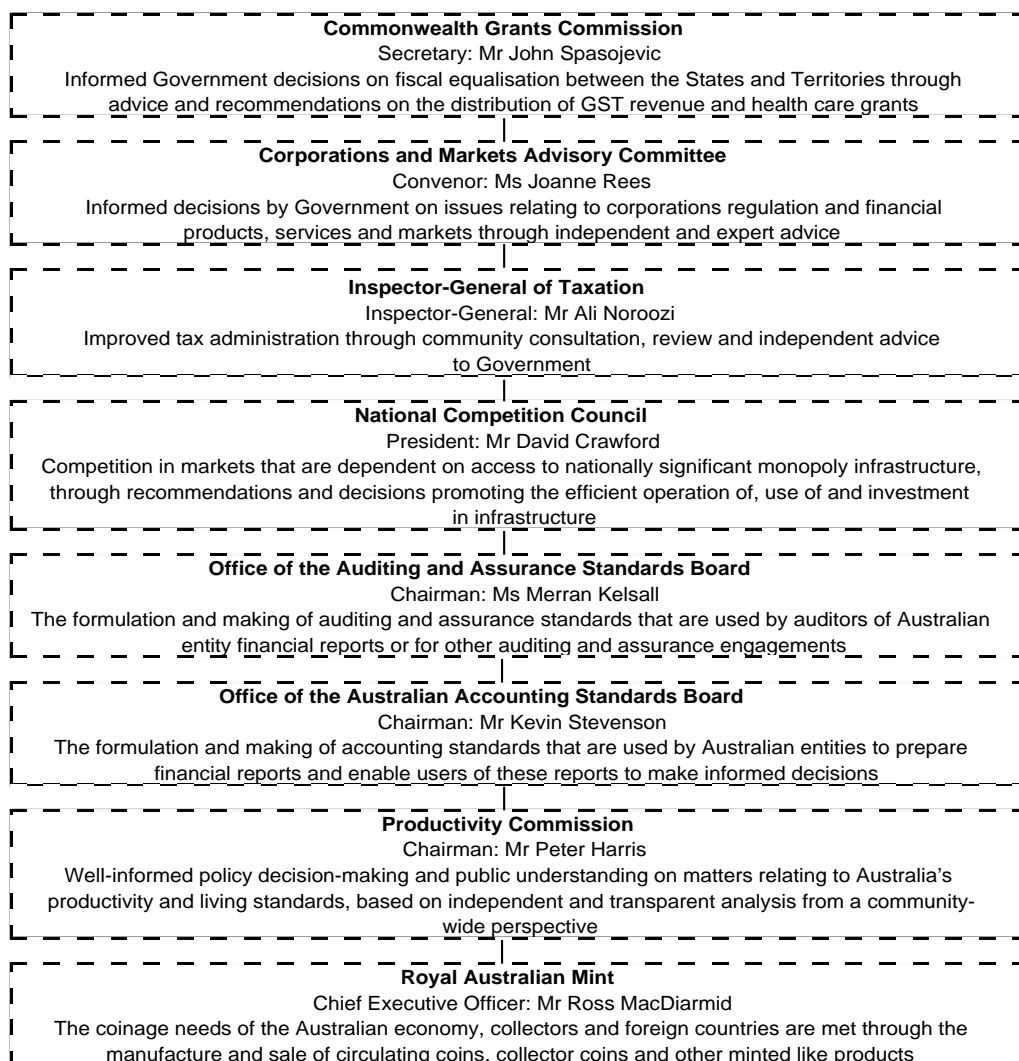 Commonwealth Grants Commission
Secretary: Mr John Spasojevic
Informed Government decisions on fiscal equalisation between the States and Territories through
advice and recommendations on the distribution of GST revenue and health care grants
Corporations and Markets Advisory Committee
Convenor: Ms Joanne Rees
Informed decisions by Government on issues relating to corporations regulation and financial
products, services and markets through independent and expert advice
Inspector-General of Taxation
Inspector-General: Mr Ali Noroozi
Improved tax administration through community consultation, review and independent advice
to Government
National Competition Council
President: Mr David Crawford
Competition in markets that are dependent on access to nationally significant monopoly infrastructure,
through recommendations and decisions promoting the efficient operation of, use of and investment
in infrastructure
Office of the Auditing and Assurance Standards Board
Chairman: Ms Merran Kelsall
The formulation and making of auditing and assurance standards that are used by auditors of Australian
entity financial reports or for other auditing and assurance engagements
Office of the Australian Accounting Standards Board
Chairman: Mr Kevin Stevenson
The formulation and making of accounting standards that are used by Australian entities to prepare
financial reports and enable users of these reports to make informed decisions
Productivity Commission
Chairman: Mr Peter Harris
Well-informed policy decision-making and public understanding on matters relating to Australia’s
productivity and living standards, based on independent and transparent analysis from a community-
wide perspective
Royal Australian Mint
Chief Executive Officer: Mr Ross MacDiarmid
The coinage needs of the Australian economy, collectors and foreign countries are met through the
manufacture and sale of circulating coins, collector coins and other minted like products